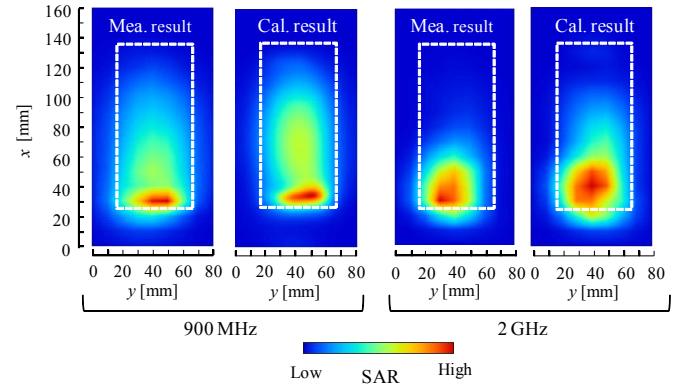 Mea. result
Cal. result
Mea. result
Cal. result
160
140
120
100
80
60
40
20
0
x [mm]
0 20 40 60 80
0 20 40 60 80
0 20 40 60 80
0 20 40 60 80
y [mm]
y [mm]
y [mm]
y [mm]
900 MHz
2 GHz
Low
High
SAR